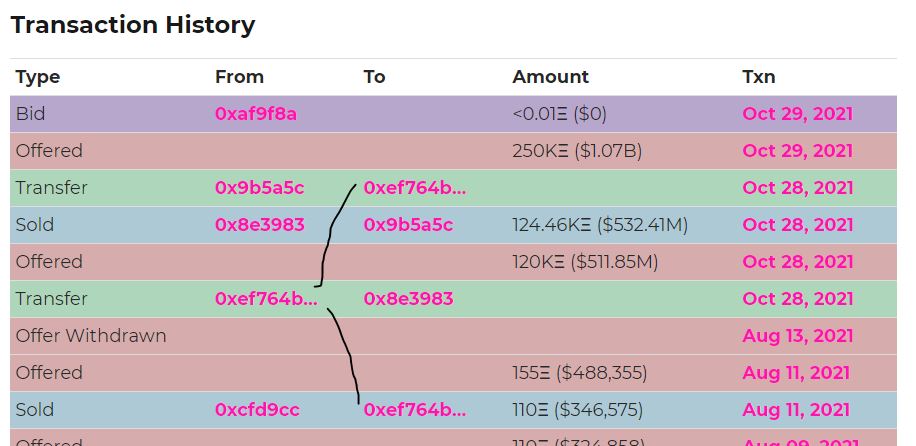 Transaction History
Type From To Amount Txn
Bid 0xaf9f8a <0.01Ξ ($0) Oct 29, 2021
Offered 250KΞ ($1.07B) Oct 29, 2021
Transfer 0x9b5a5c 0xef764b... Oct 28, 2021
Sold 0x8e3983 0x9b5a5c 124.46KΞ ($532.41M) Oct 28, 2021
Offered 120KΞ ($511.85M) Oct 28, 2021
Transfer 0xef764b... 0x8e3983 Oct 28, 2021
Offer Withdrawn Aug 13, 2021
Offered 155Ξ ($488,355) Aug 11, 2021
Sold 0xcfd9cc 0xef764b... 110Ξ ($346,575) Aug 11, 2021
Offered 110Ξ ($324,858) Aug 09, 2021